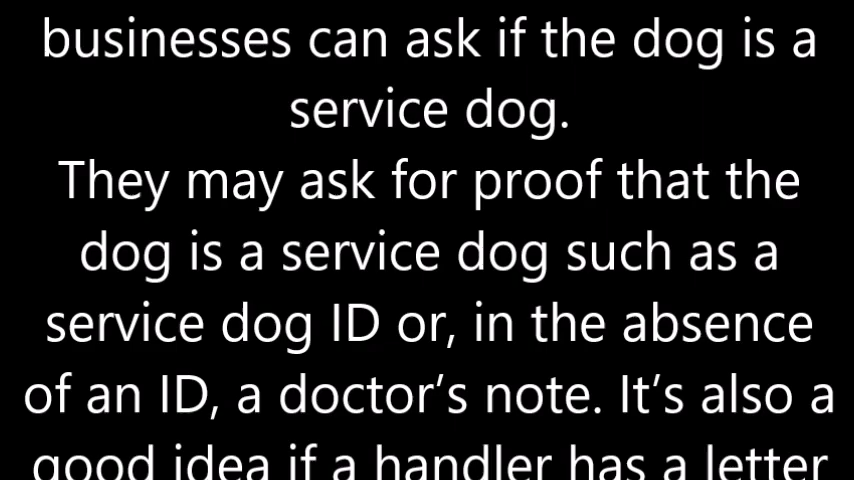 businesses can ask if the dog is a
service dog.
They may ask for proof that the
dog is a service dog such as a
service dog ID or, in the absence
of an ID, a doctor’s note. It’s also a
good idea if a handler has a letter